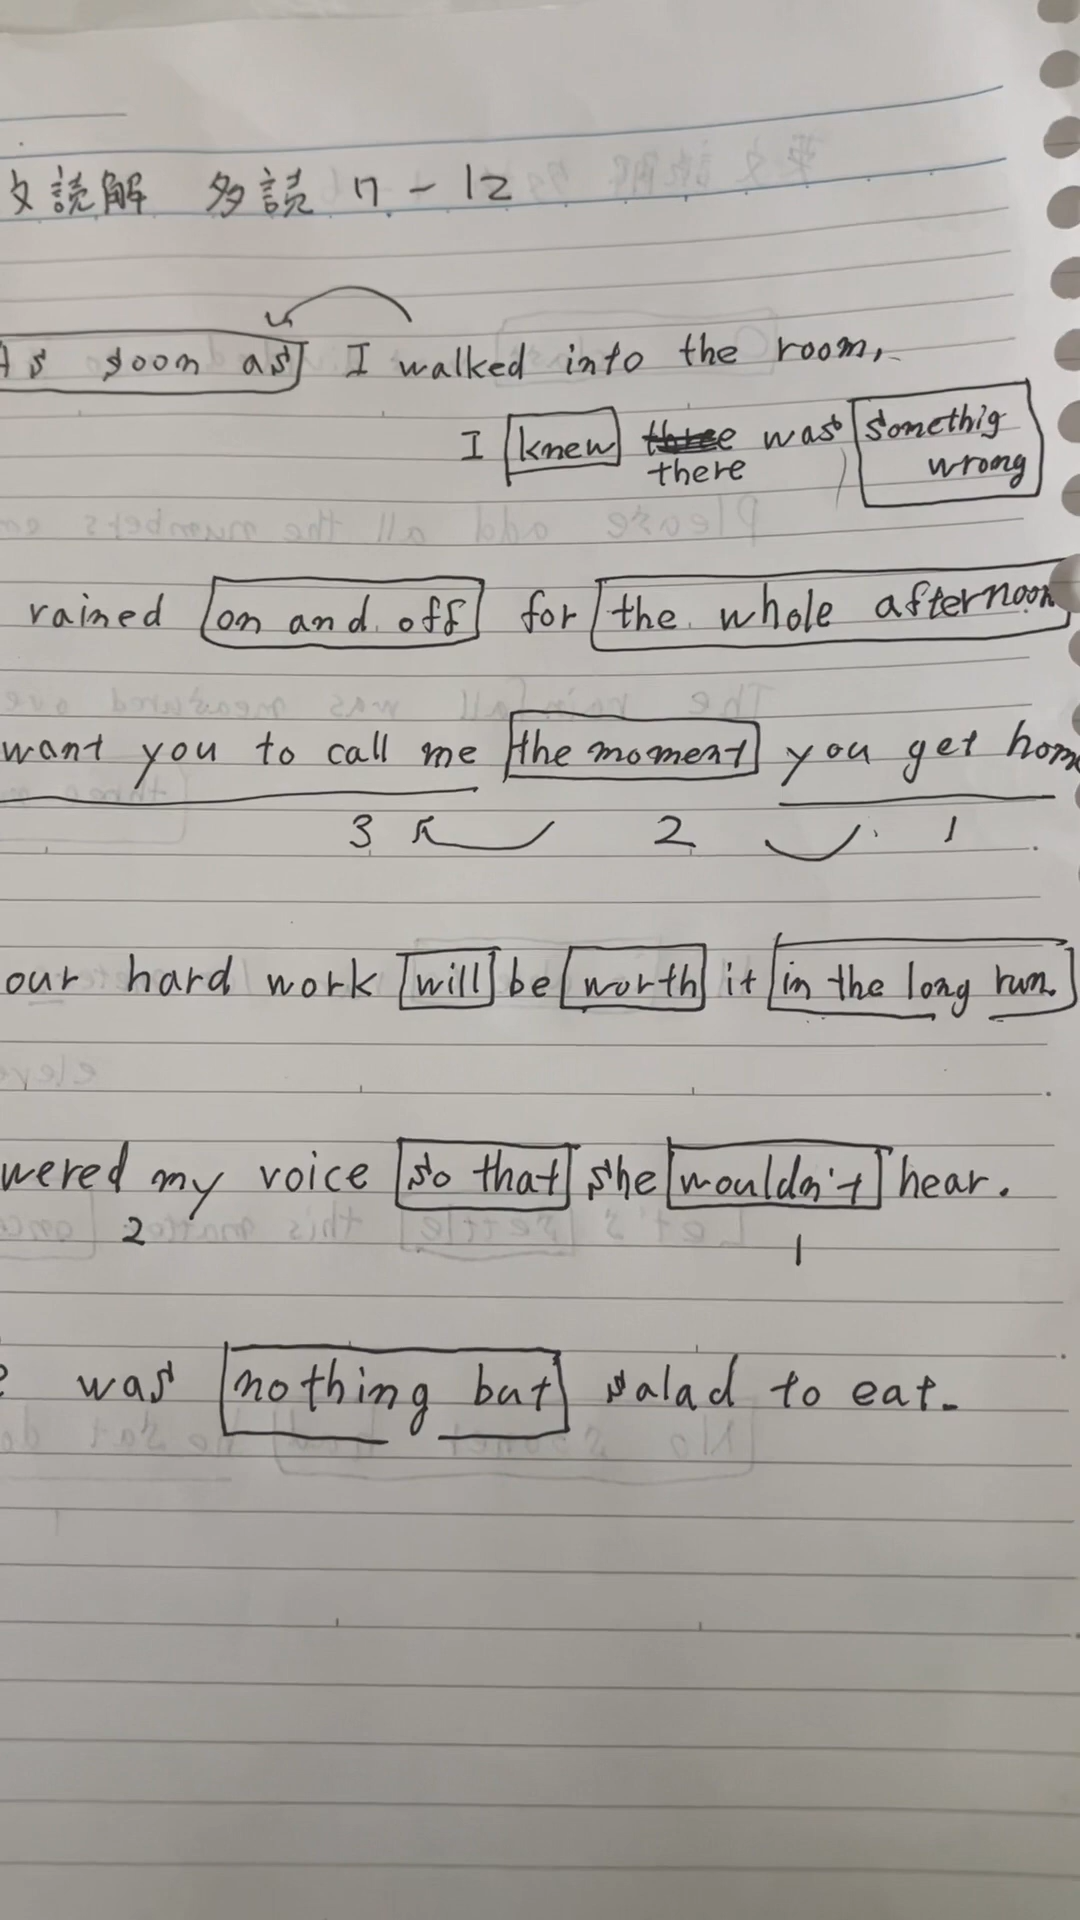 文読解 多読 7-12
As soon as I walked into the room,
I knew there was somethig
wrong
rained on and off for the whole afternoon
want you to call me the moment you get home
3 2 1
our hard work will be worth it in the long run.
wered my voice so that she wouldn't hear.
2 1
was nothing but salad to eat.